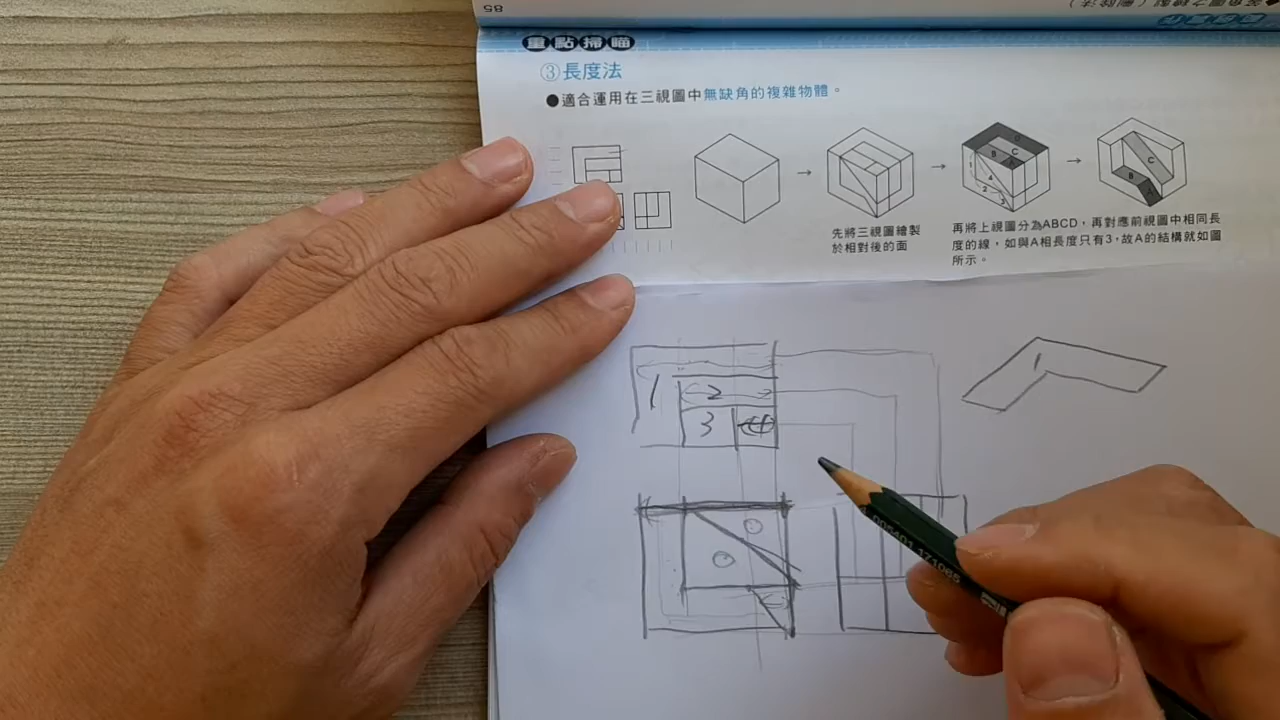 85
重點掃瞄
③長度法
●適合運用在三視圖中無缺角的複雜物體。
先將三視圖繪製
於相對後的面
再將上視圖分為ABCD，再對應前視圖中相同長
度的線，如與A相長度只有3，故A的結構就如圖
所示。
B
C
1
2
3
4
B
C
1
2
3
1